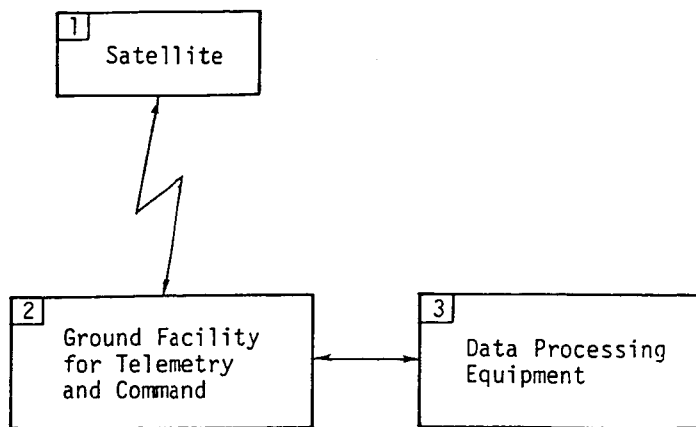 1
Satellite
2
Ground Facility
for Telemetry
and Command
3
Data Processing
Equipment